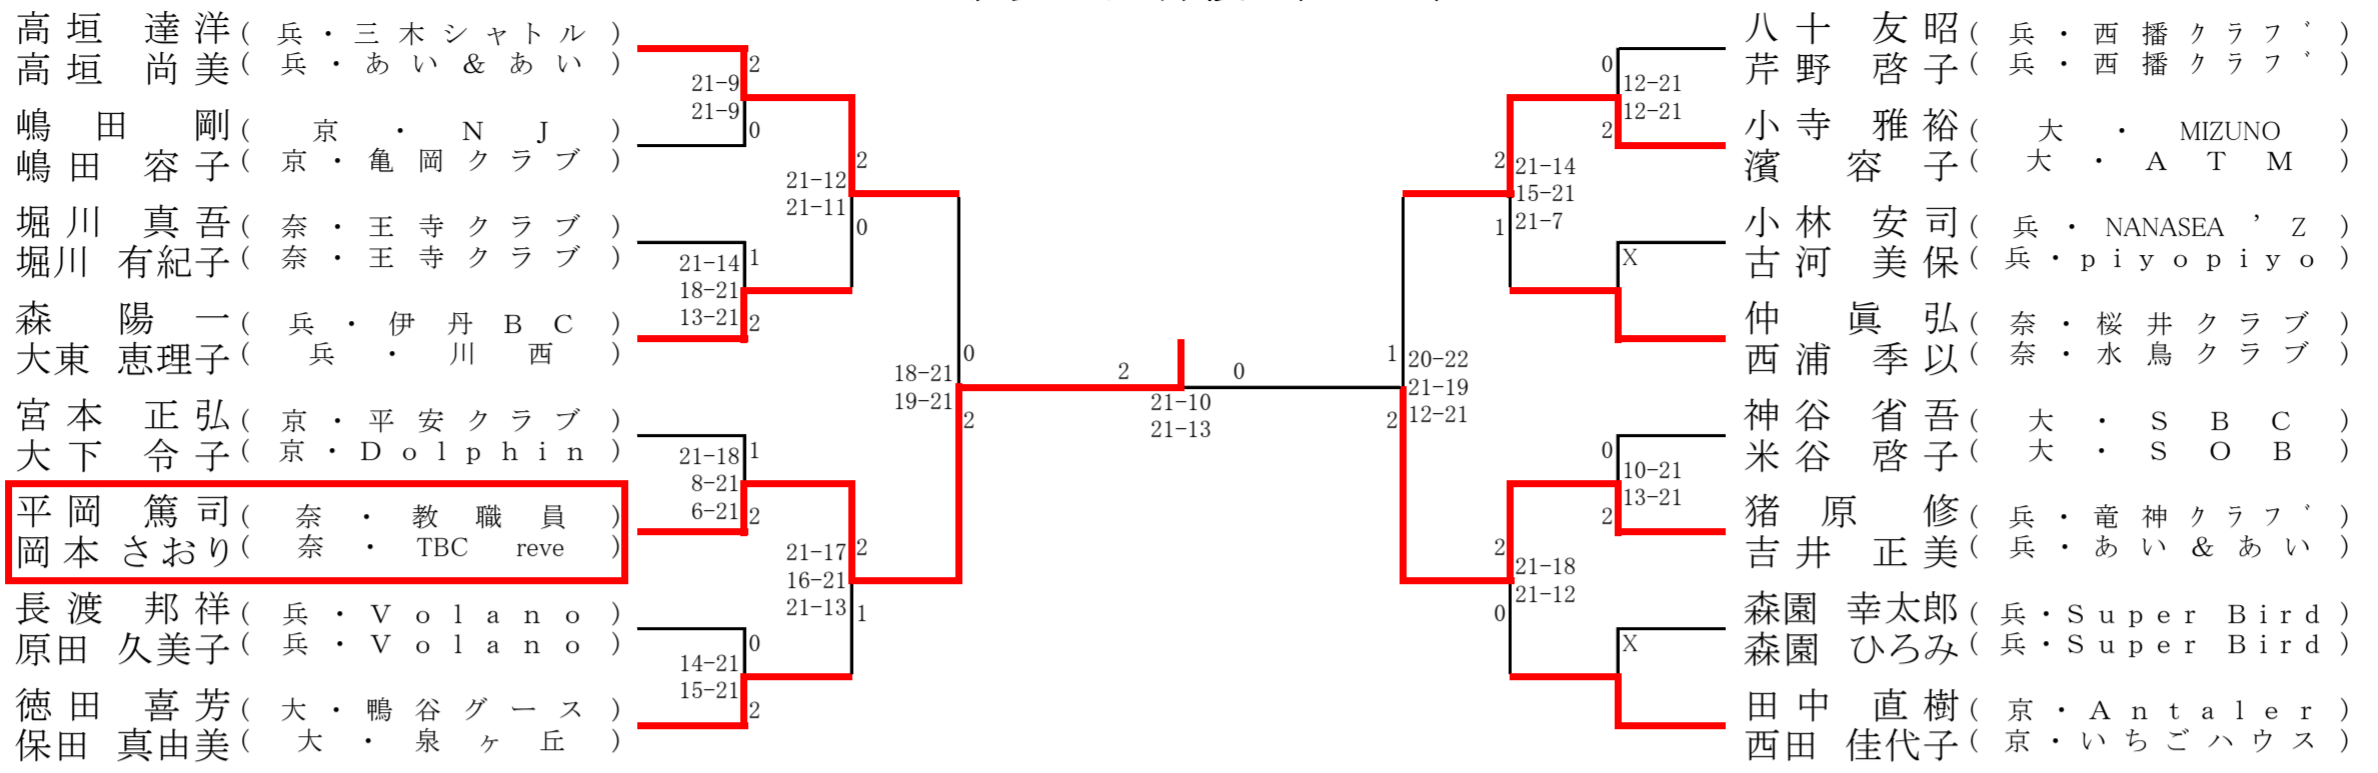 高垣 達洋 ( 兵・三木シャトル )
高垣 尚美 ( 兵・あい＆あい )
2
21-9
21-9
0
嶋田 剛 ( 京・NJ )
嶋田 容子 ( 京・亀岡クラブ )
2
21-12
21-11
0
堀川 真吾 ( 奈・王寺クラブ )
堀川 有紀子 ( 奈・王寺クラブ )
21-14 1
18-21
13-21 2
森 陽一 ( 兵・伊丹BC )
大東 恵理子 ( 兵・川西 )
0
18-21
19-21
2
宮本 正弘 ( 京・平安クラブ )
大下 令子 ( 京・Dolphin )
21-18 1
8-21
6-21 2
平岡 篤司 ( 奈・教職員 )
岡本 さおり ( 奈・TBC reve )
21-17 2
16-21
21-13 1
長渡 邦祥 ( 兵・Volano )
原田 久美子 ( 兵・Volano )
0
14-21
15-21
2
徳田 喜芳 ( 大・鴨谷グース )
保田 真由美 ( 大・泉ヶ丘 )
2 0
21-10
21-13
八十 友昭 ( 兵・西播クラブ )
芹野 啓子 ( 兵・西播クラブ )
0
12-21
12-21
2
小寺 雅裕 ( 大・MIZUNO )
濱 容子 ( 大・ATM )
2 21-14
15-21
1 21-7
小林 安司 ( 兵・NANASEA'Z )
古河 美保 ( 兵・piyopiyo )
X
仲 眞弘 ( 奈・桜井クラブ )
西浦 季以 ( 奈・水鳥クラブ )
1 20-22
21-19
2 12-21
神谷 省吾 ( 大・SBC )
米谷 啓子 ( 大・SOB )
0
10-21
13-21
2
猪原 修 ( 兵・竜神クラブ )
吉井 正美 ( 兵・あい＆あい )
2
21-18
21-12
0
森園 幸太郎 ( 兵・Super Bird )
森園 ひろみ ( 兵・Super Bird )
X
田中 直樹 ( 京・Antaler )
西田 佳代子 ( 京・いちごハウス )